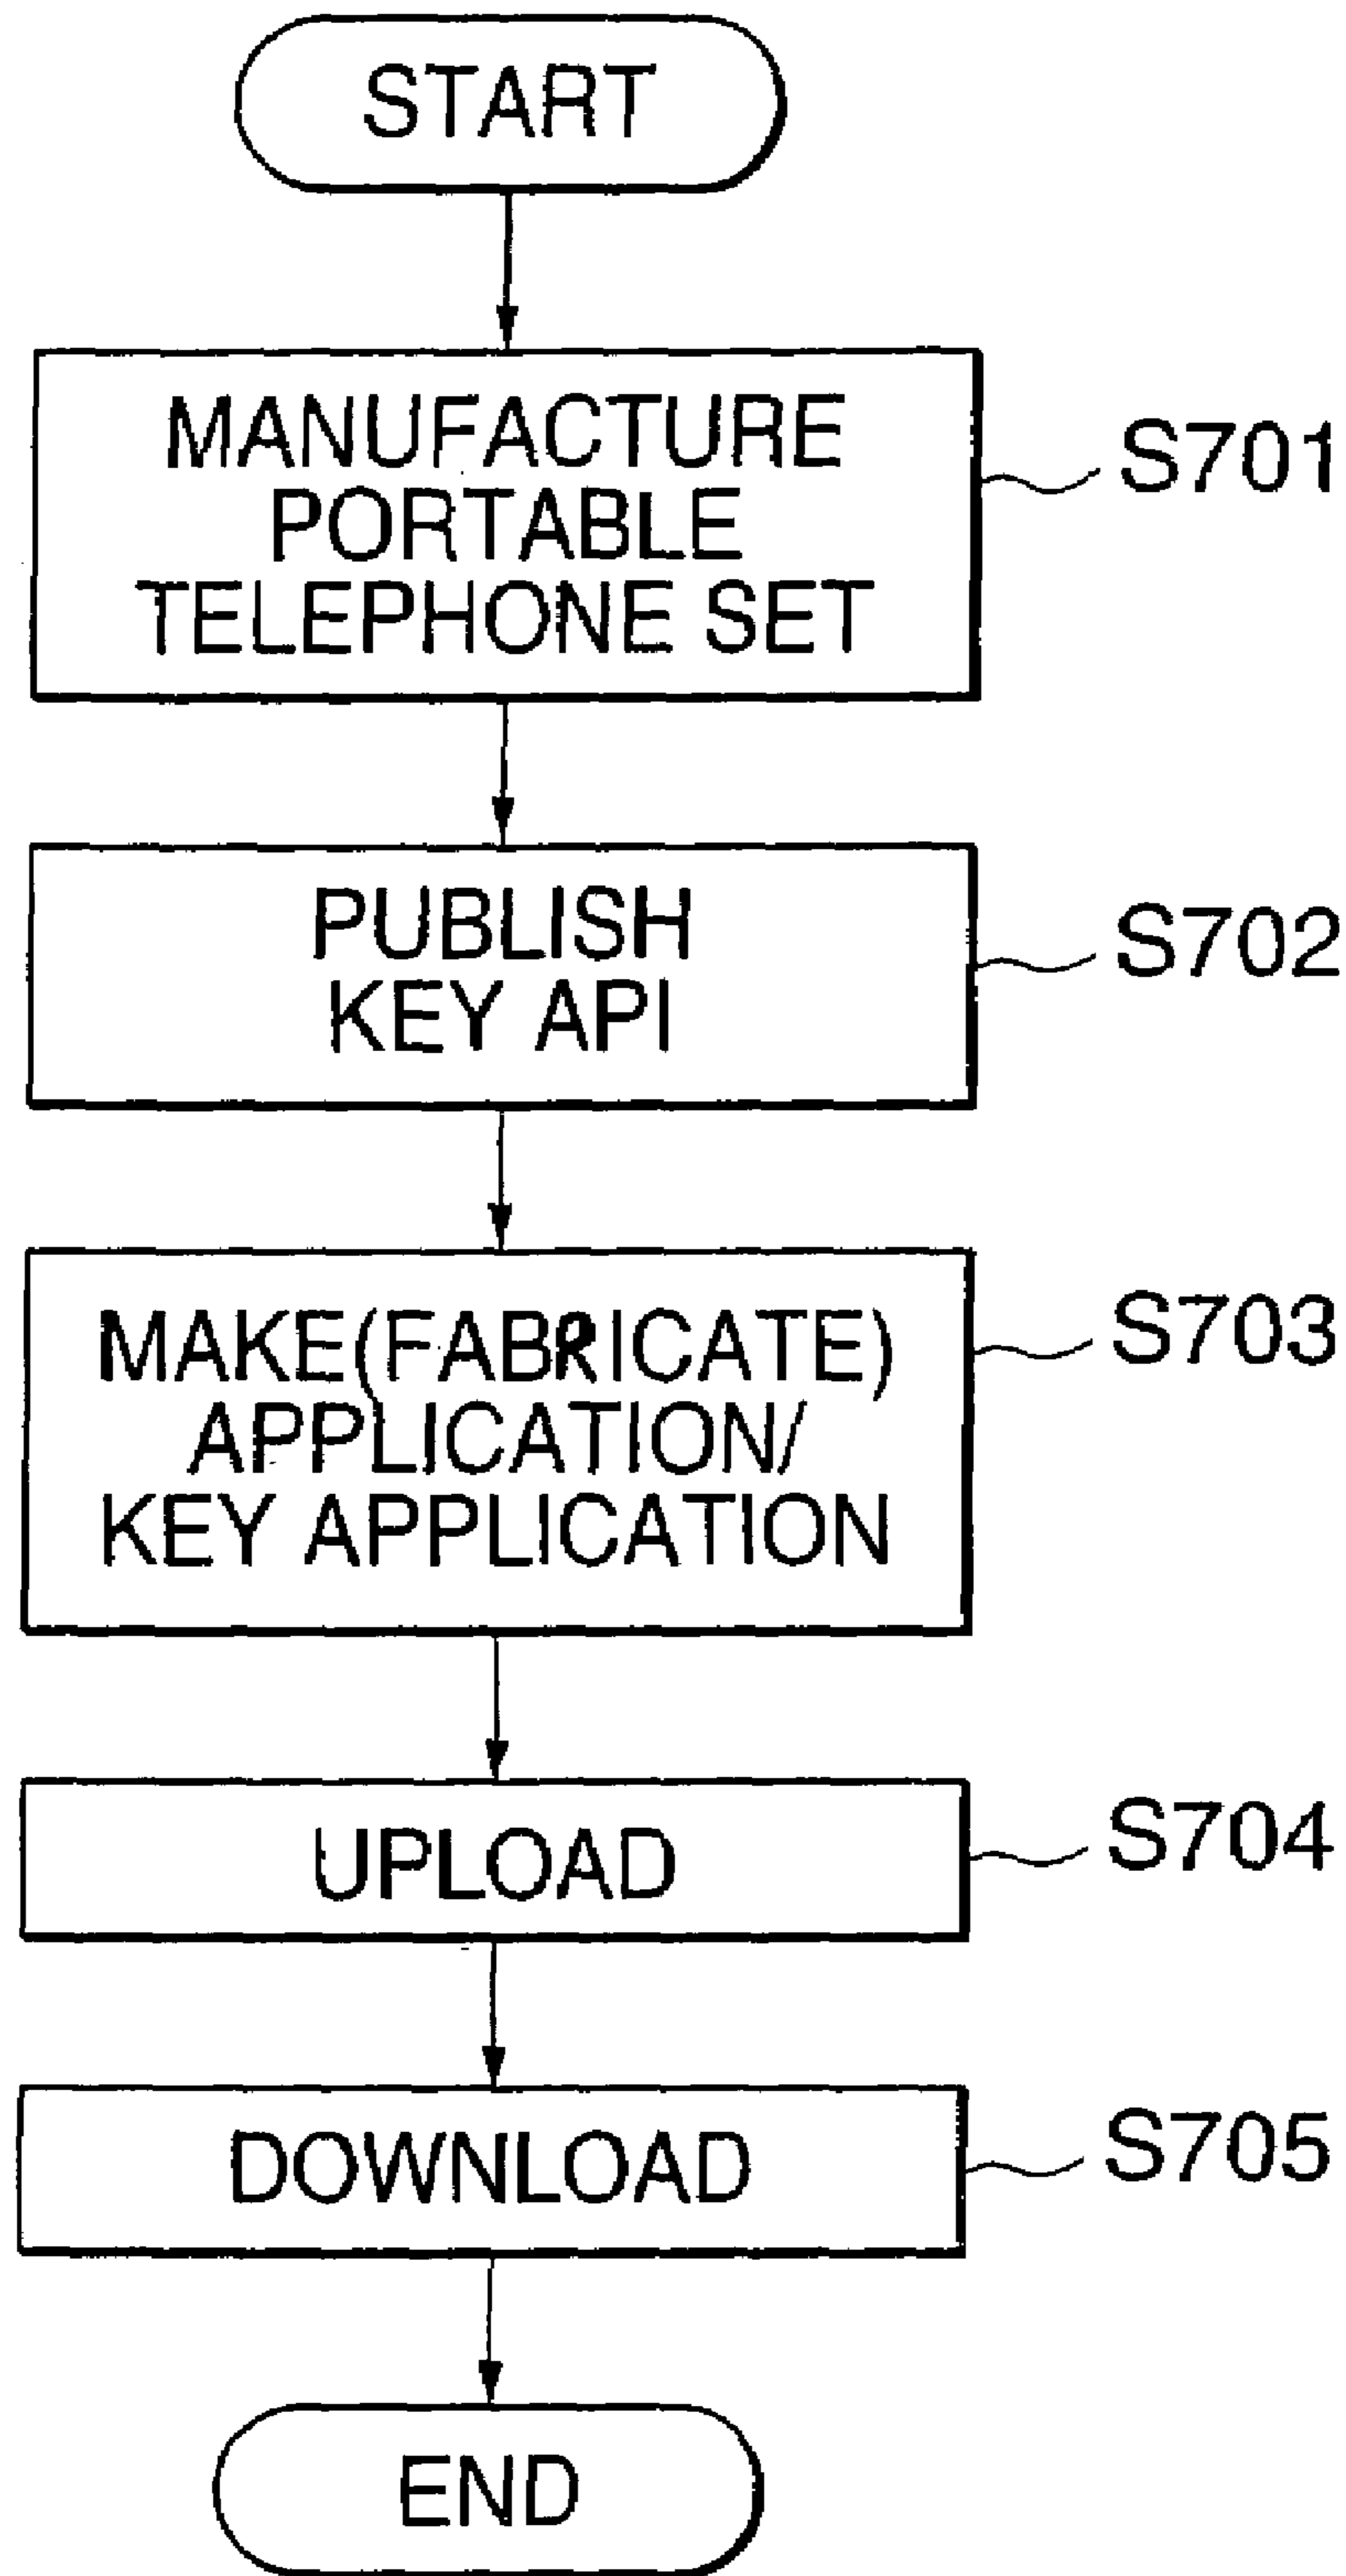 START
MANUFACTURE
PORTABLE
TELEPHONE SET
S701
PUBLISH
KEY API
S702
MAKE(FABRICATE)
APPLICATION/
KEY APPLICATION
S703
UPLOAD
S704
DOWNLOAD
S705
END